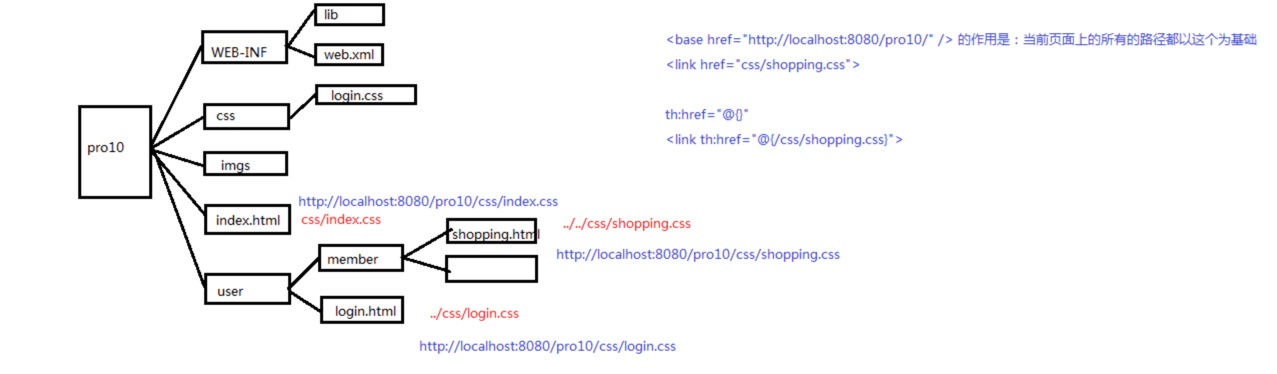 lib
WEB-INF
web.xml
login.css
css
pro10
imgs
http://localhost:8080/pro10/css/index.css
index.html
css/index.css
shopping.html
../../css/shopping.css
member
http://localhost:8080/pro10/css/shopping.css
user
login.html
../css/login.css
http://localhost:8080/pro10/css/login.css
<base href="http://localhost:8080/pro10/" /> 的作用是：当前页面上的所有的路径都以这个为基础
<link href="css/shopping.css">
th:href="@{}"
<link th:href="@{/css/shopping.css}">